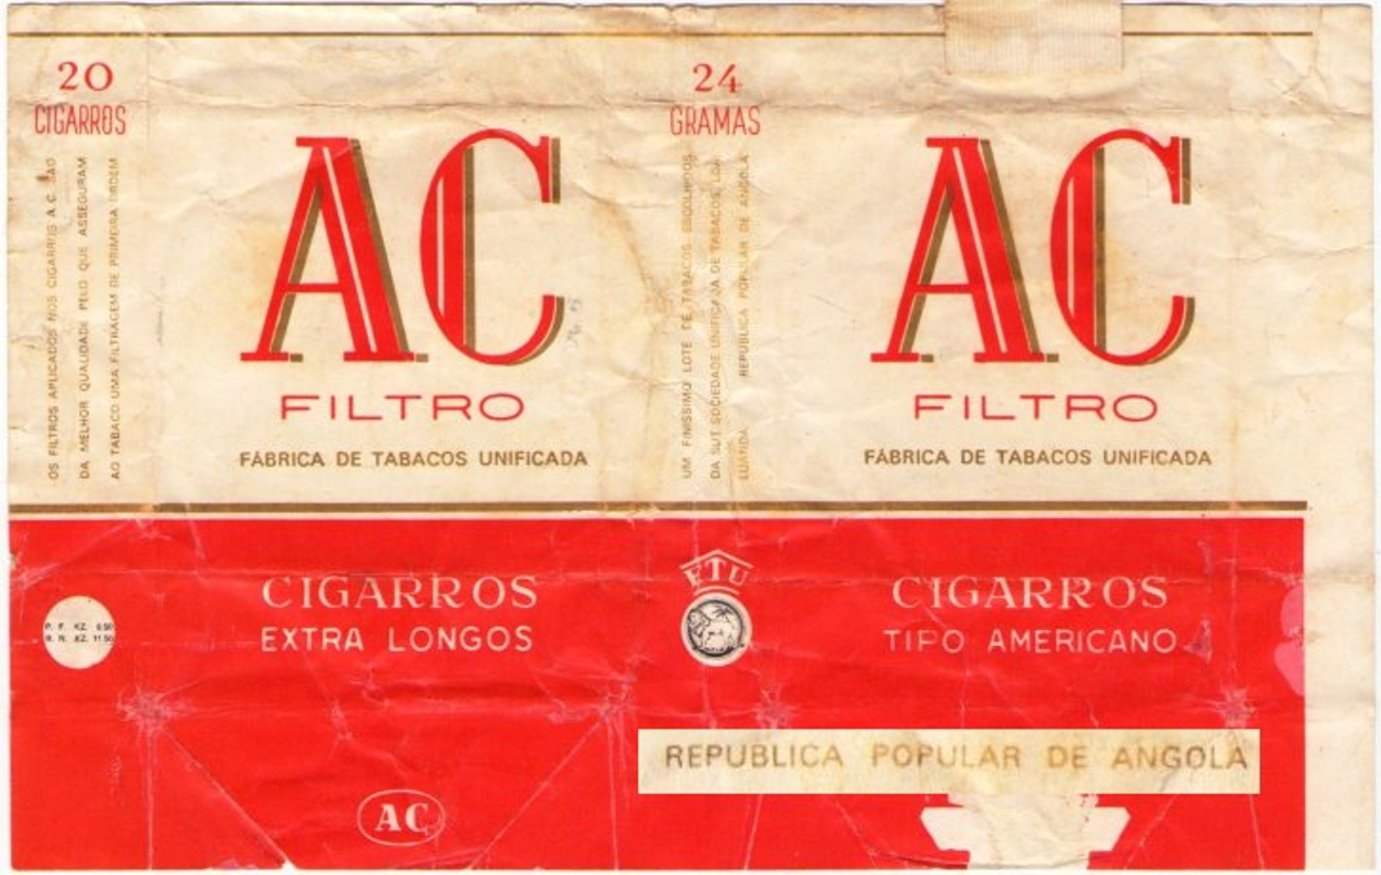 20
CIGARROS
OS FILTROS APLICADOS NOS CIGARROS A.C. SÃO
DA MELHOR QUALIDADE PELO QUE ASSEGURAM
AO TABACO UMA FILTRAGEM DE PRIMEIRA ORDEM
AC
FILTRO
FÁBRICA DE TABACOS UNIFICADA
24
GRAMAS
UM FINISSIMO LOTE DE TABACOS
DA SUT SOCIEDADE UNIFICADA DE TABACOS
LUANDA REPUBLICA POPULAR DE ANGOLA
AC
FILTRO
FÁBRICA DE TABACOS UNIFICADA
P. F. KZ.
R. N. KZ.
CIGARROS
EXTRA LONGOS
AC
FTU
CIGARROS
TIPO AMERICANO
REPUBLICA POPULAR DE ANGOLA